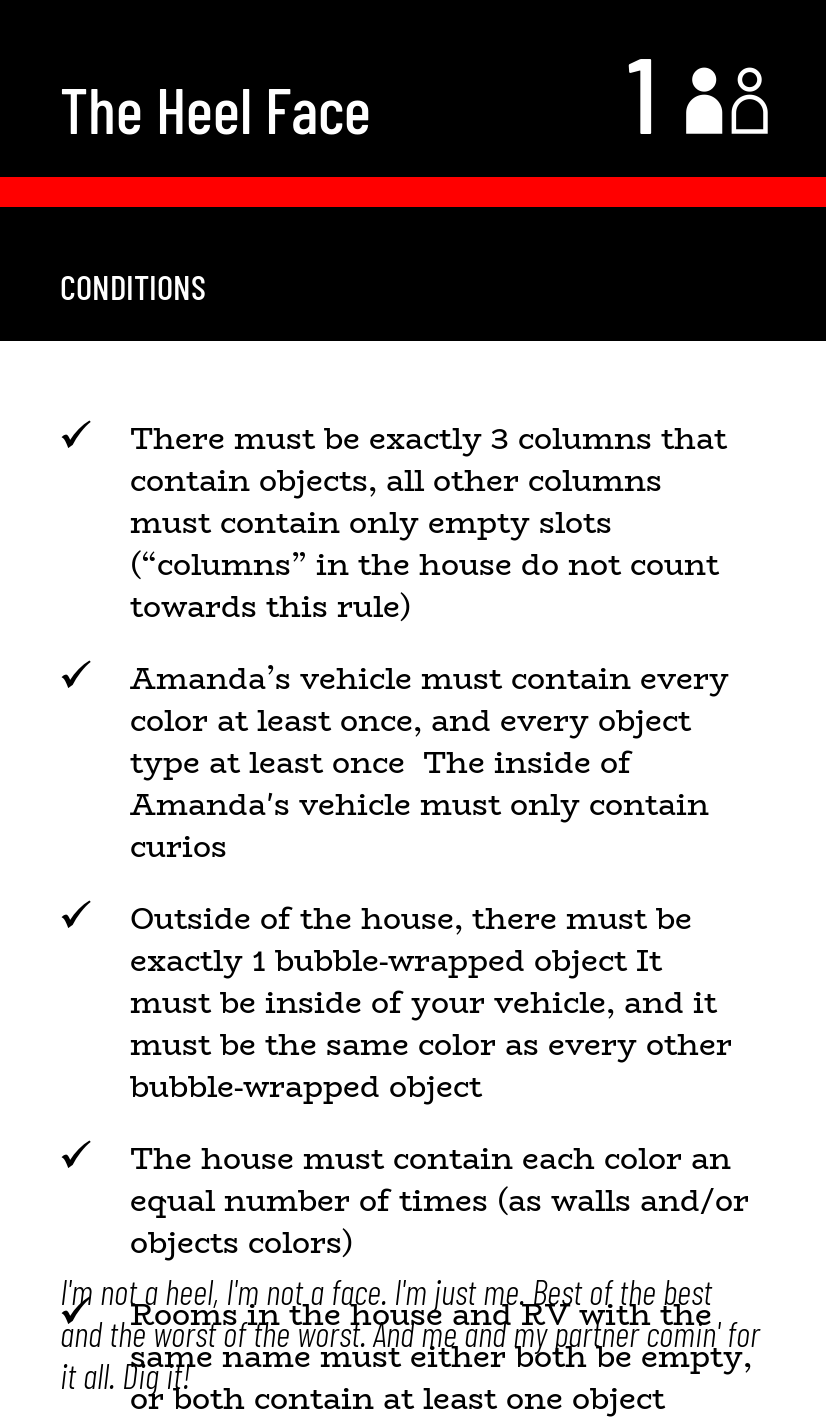 The Heel Face
1
CONDITIONS
✓ There must be exactly 3 columns that
contain objects, all other columns
must contain only empty slots
(“columns” in the house do not count
towards this rule)
✓ Amanda’s vehicle must contain every
color at least once, and every object
type at least once  The inside of
Amanda's vehicle must only contain
curios
✓ Outside of the house, there must be
exactly 1 bubble-wrapped object It
must be inside of your vehicle, and it
must be the same color as every other
bubble-wrapped object
✓ The house must contain each color an
equal number of times (as walls and/or
objects colors)
I'm not a heel, I'm not a face. I'm just me. Best of the best
✓ Rooms in the house and RV with the
and the worst of the worst. And me and my partner comin' for
same name must either both be empty,
it all. Dig it!
or both contain at least one object